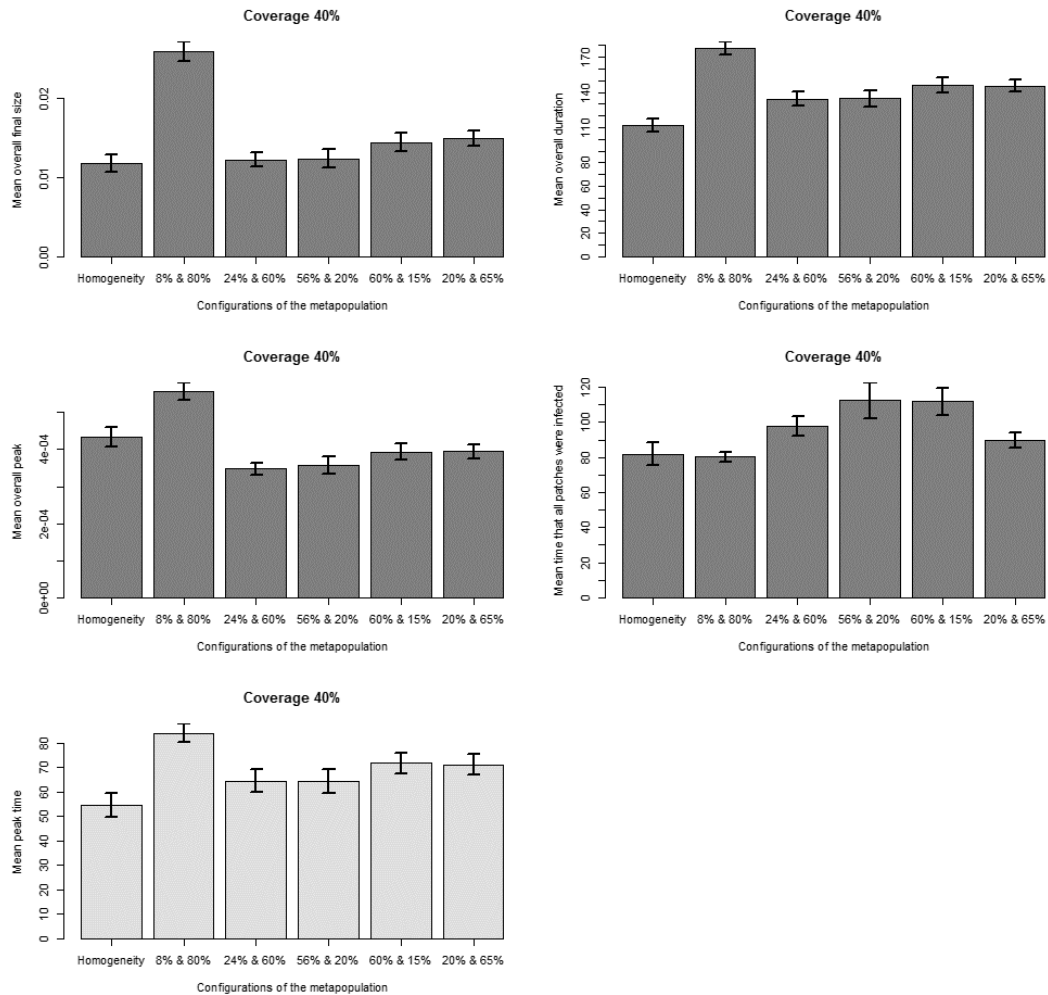 Coverage 40%
Mean overall final size
0.02
0.01
0.00
Homogeneity 8% & 80% 24% & 60% 56% & 20% 60% & 15% 20% & 65%
Configurations of the metapopulation
Coverage 40%
Mean overall duration
170
140
110
80
60
40
20
0
Homogeneity 8% & 80% 24% & 60% 56% & 20% 60% & 15% 20% & 65%
Configurations of the metapopulation
Coverage 40%
Mean overall peak
4e-04
2e-04
0e+00
Homogeneity 8% & 80% 24% & 60% 56% & 20% 60% & 15% 20% & 65%
Configurations of the metapopulation
Coverage 40%
Mean time that all patches were infected
120
100
80
60
40
20
0
Homogeneity 8% & 80% 24% & 60% 56% & 20% 60% & 15% 20% & 65%
Configurations of the metapopulation
Coverage 40%
Mean peak time
80
70
60
50
40
30
20
10
0
Homogeneity 8% & 80% 24% & 60% 56% & 20% 60% & 15% 20% & 65%
Configurations of the metapopulation